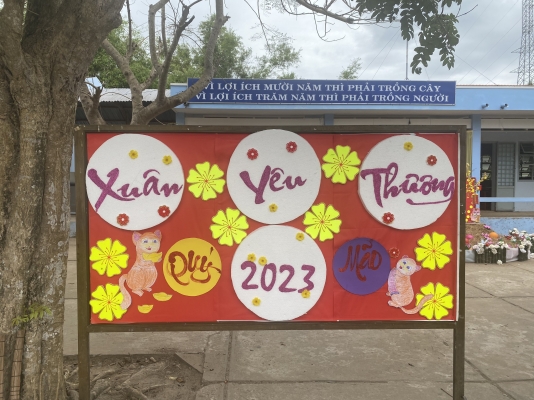 VÌ LỢI ÍCH MƯỜI NĂM THÌ PHẢI TRỒNG CÂY
VÌ LỢI ÍCH TRĂM NĂM THÌ PHẢI TRỒNG NGƯỜI
Xuân Yêu Thương
Quý 2023 Mão